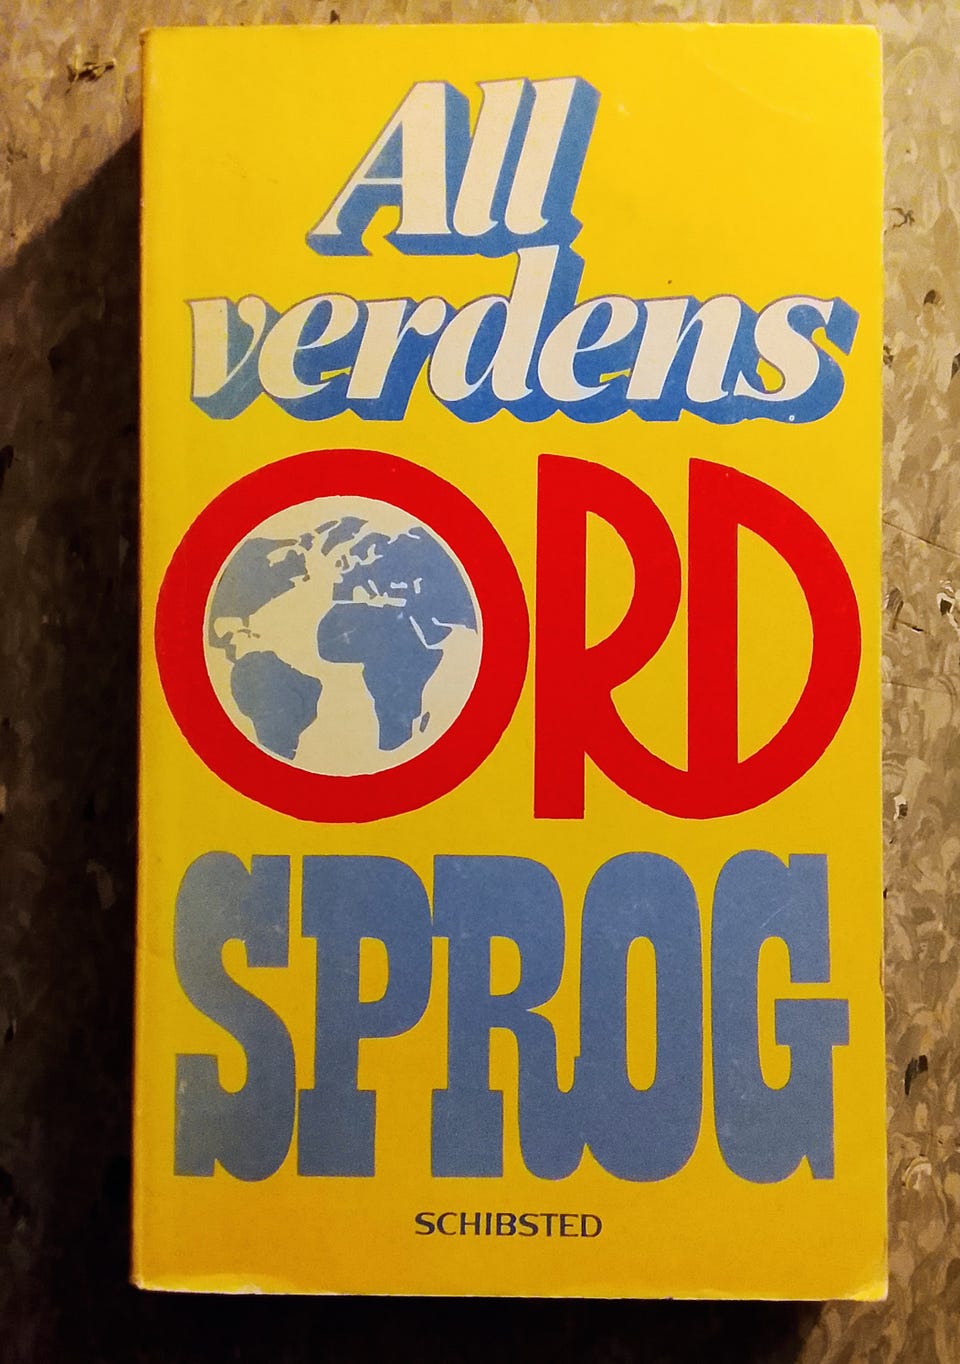 All
verdens
ORD
SPROG
SCHIBSTED